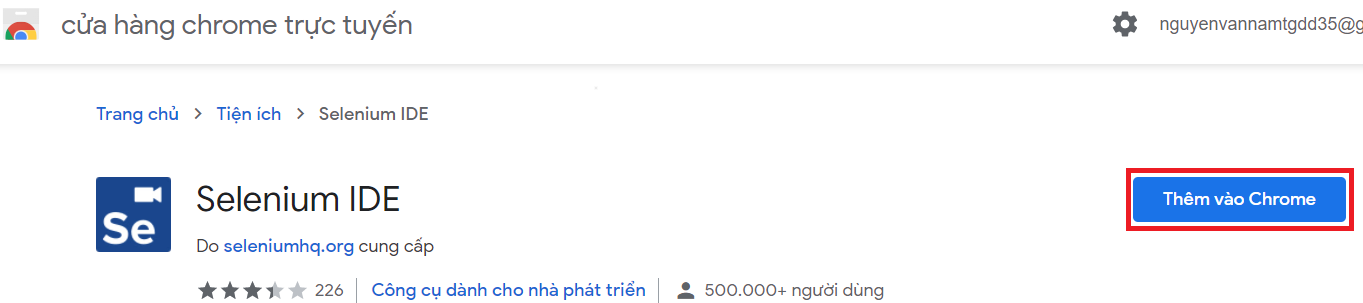 cửa hàng chrome trực tuyến
nguyenvannamtgdd35@g
Trang chủ > Tiện ích > Selenium IDE
Se
Selenium IDE
Thêm vào Chrome
Do seleniumhq.org cung cấp
226 Công cụ dành cho nhà phát triển 500.000+ người dùng